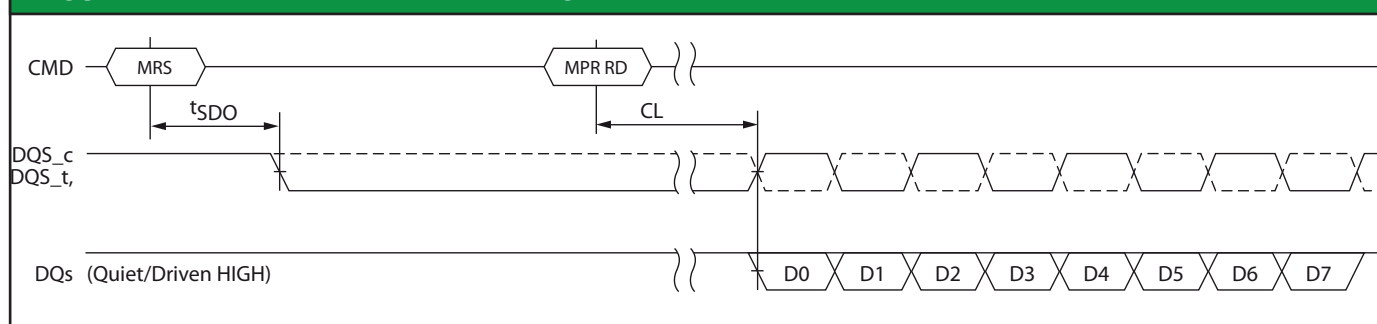 CMD MRS MPR RD
tSDO CL
DQS_c
DQS_t,
DQs (Quiet/Driven HIGH) D0 D1 D2 D3 D4 D5 D6 D7